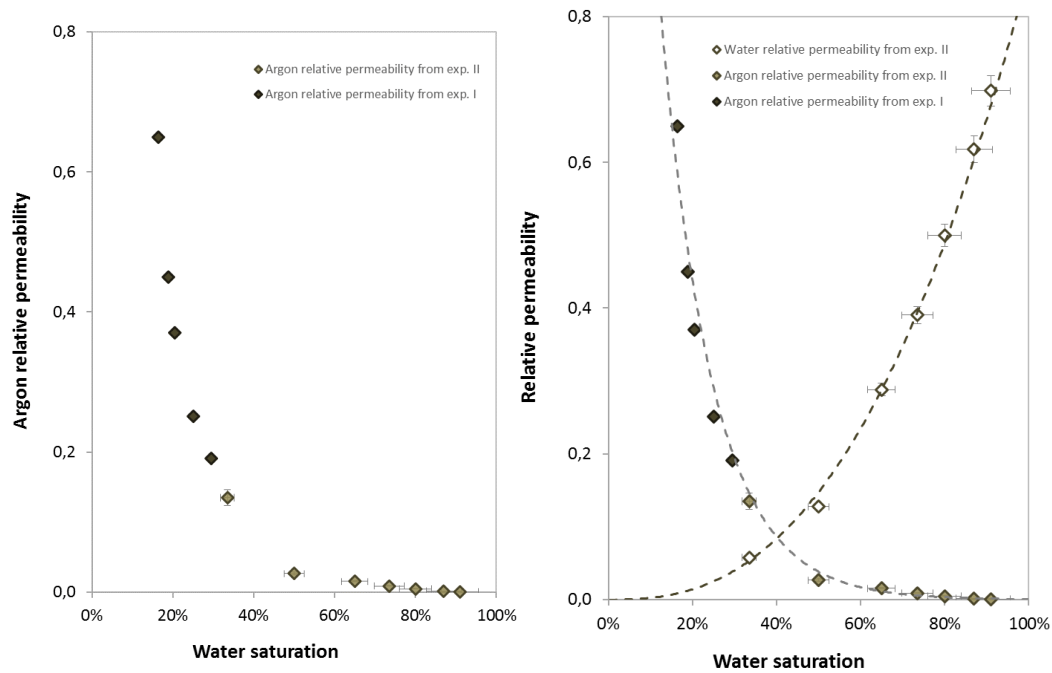 0,8
0,6
0,4
0,2
0,0
0% 20% 40% 60% 80% 100%
Argon relative permeability
Water saturation
Argon relative permeability from exp. II
Argon relative permeability from exp. I
0,8
0,6
0,4
0,2
0,0
0% 20% 40% 60% 80% 100%
Relative permeability
Water saturation
Water relative permeability from exp. II
Argon relative permeability from exp. II
Argon relative permeability from exp. I